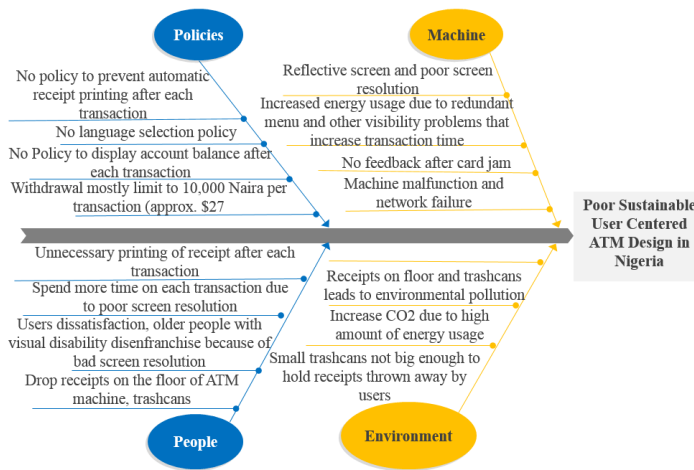 Policies
No policy to prevent automatic
receipt printing after each
transaction
No language selection policy
No Policy to display account balance after
each transaction
Withdrawal mostly limit to 10,000 Naira per
transaction (approx. $27
Machine
Reflective screen and poor screen
resolution
Increased energy usage due to redundant
menu and other visibility problems that
increase transaction time
No feedback after card jam
Machine malfunction and
network failure
Poor Sustainable
User Centered
ATM Design in
Nigeria
Unnecessary printing of receipt after each
transaction
Spend more time on each transaction due
to poor screen resolution
Users dissatisfaction, older people with
visual disability disenfranchise because of
bad screen resolution
Drop receipts on the floor of ATM
machine, trashcans
People
Receipts on floor and trashcans
leads to environmental pollution
Increase CO2 due to high
amount of energy usage
Small trashcans not big enough to
hold receipts thrown away by
users
Environment